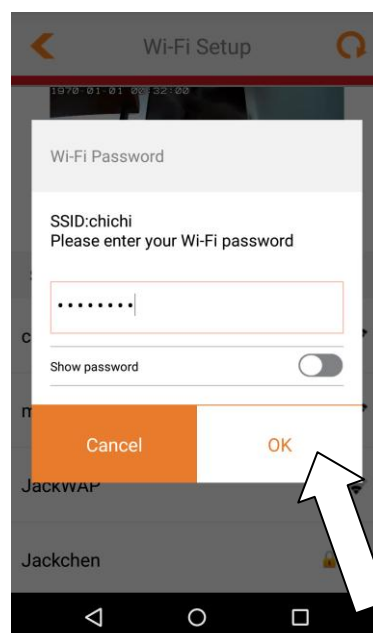 Wi-Fi Setup
1970-01-01 00:32:00
Wi-Fi Password
SSID:chichi
Please enter your Wi-Fi password
••••••••
Show password
Cancel
OK
JackWAP
Jackchen